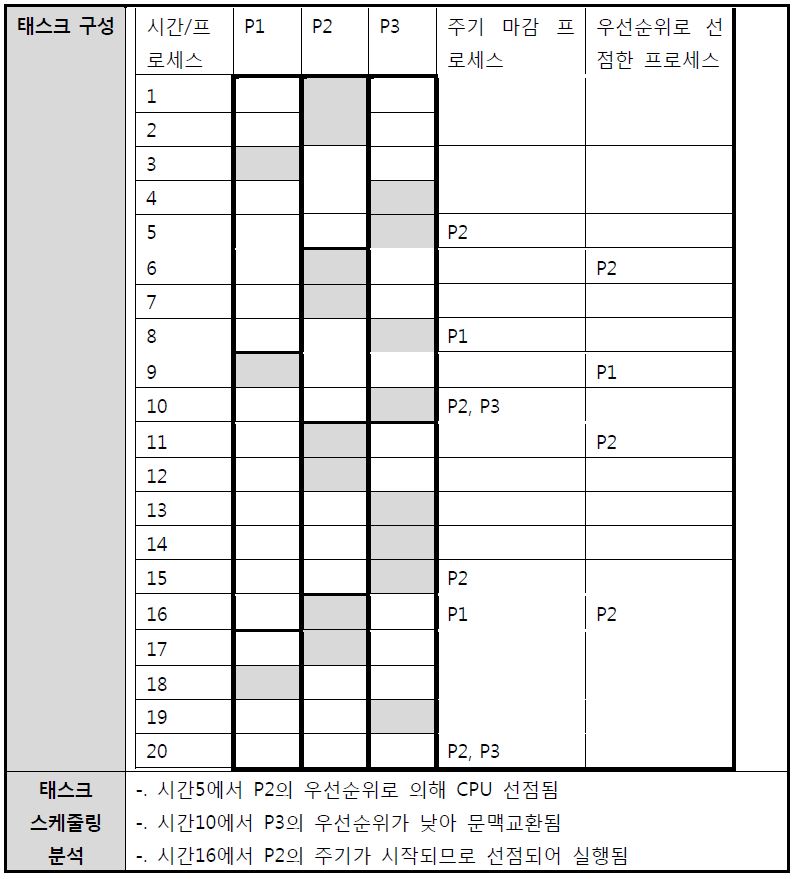 태스크 구성 시간/프 P1 P2 P3 주기 마감 프 우선순위로 선
로세스 로세스 점한 프로세스
1
2
3
4
5 P2
6 P2
7
8 P1
9 P1
10 P2, P3
11 P2
12
13
14
15 P2
16 P1 P2
17
18
19
20 P2, P3
태스크 -. 시간5에서 P2의 우선순위로 의해 CPU 선점됨
스케줄링 -. 시간10에서 P3의 우선순위가 낮아 문맥교환됨
분석 -. 시간16에서 P2의 주기가 시작되므로 선점되어 실행됨